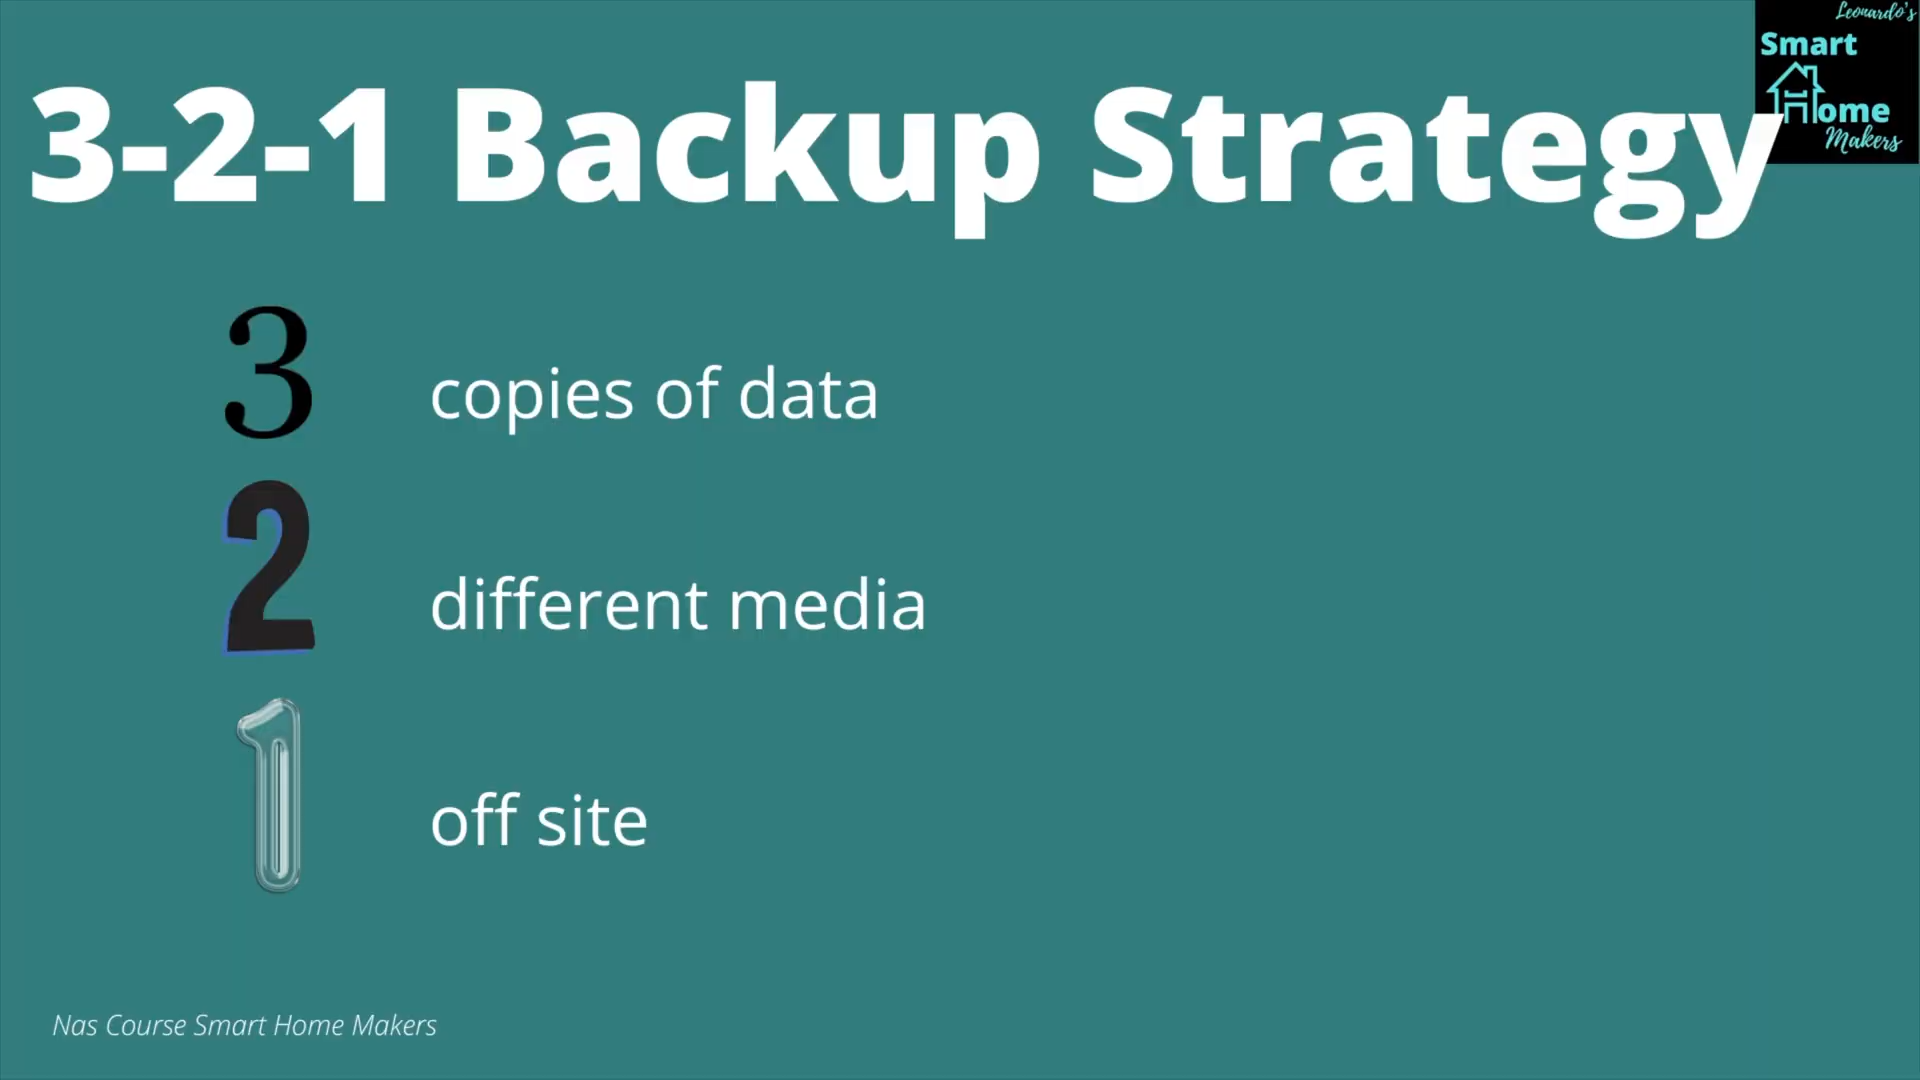 Leonardo's
Smart
Home
Makers
3-2-1 Backup Strategy
3
copies of data
2
different media
1
off site
Nas Course Smart Home Makers